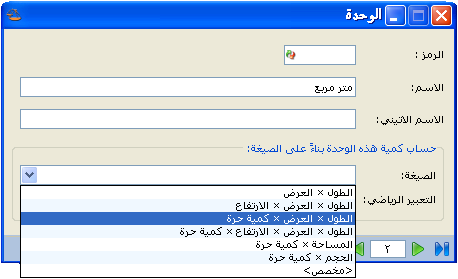 الوحدة
الرمز :
الاسم: متر مربع
الاسم الاثيني:
حساب كمية هذه الوحدة بناءً على الصيغة:
الصيغة:
التعبير الرياضي:
الطول × العرض
الطول × العرض × الارتفاع
الطول × العرض × كمية حرة
الطول × العرض × الارتفاع × كمية حرة
المساحة × كمية حرة
الحجم × كمية حرة
<مخصص>
٢